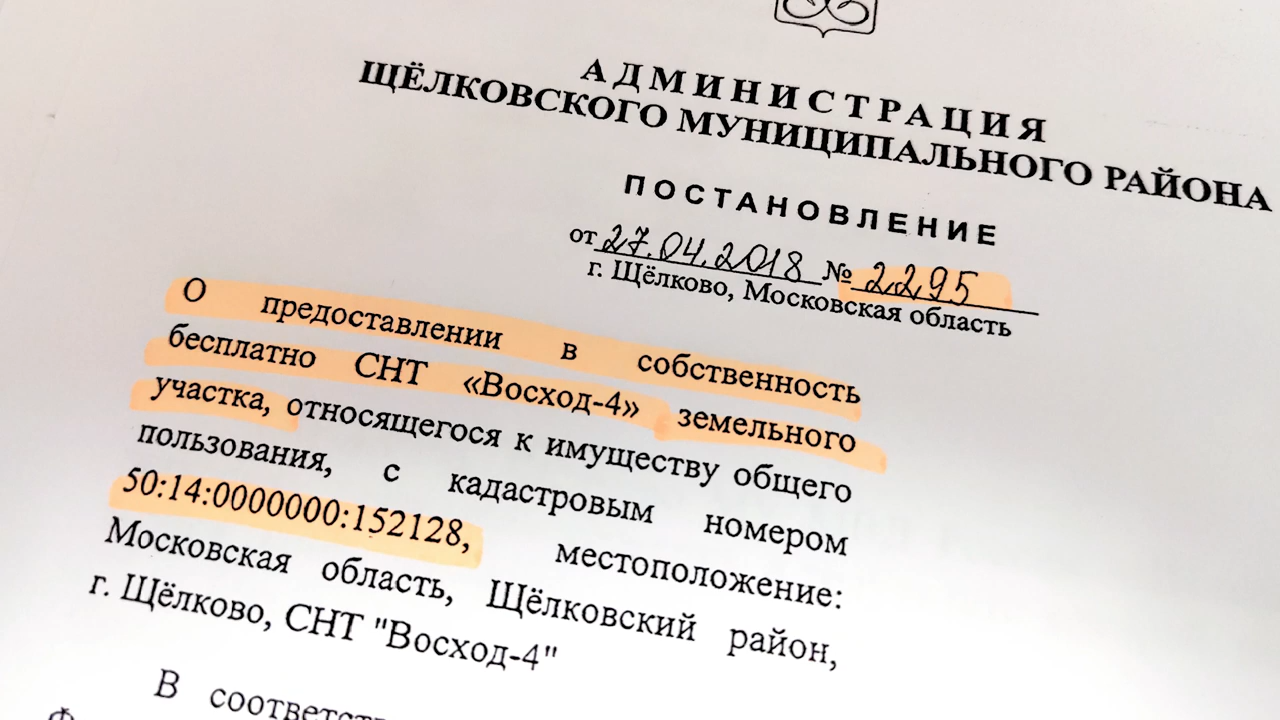 АДМИНИСТРАЦИЯ
ЩЁЛКОВСКОГО МУНИЦИПАЛЬНОГО РАЙОНА
ПОСТАНОВЛЕНИЕ
от 27.04.2018 № 2295
г. Щёлково, Московская область
О предоставлении в собственность
бесплатно СНТ «Восход-4» земельного
участка, относящегося к имуществу общего
пользования, с кадастровым номером
50:14:0000000:152128, местоположение:
Московская область, Щёлковский район,
г. Щёлково, СНТ "Восход-4"
В